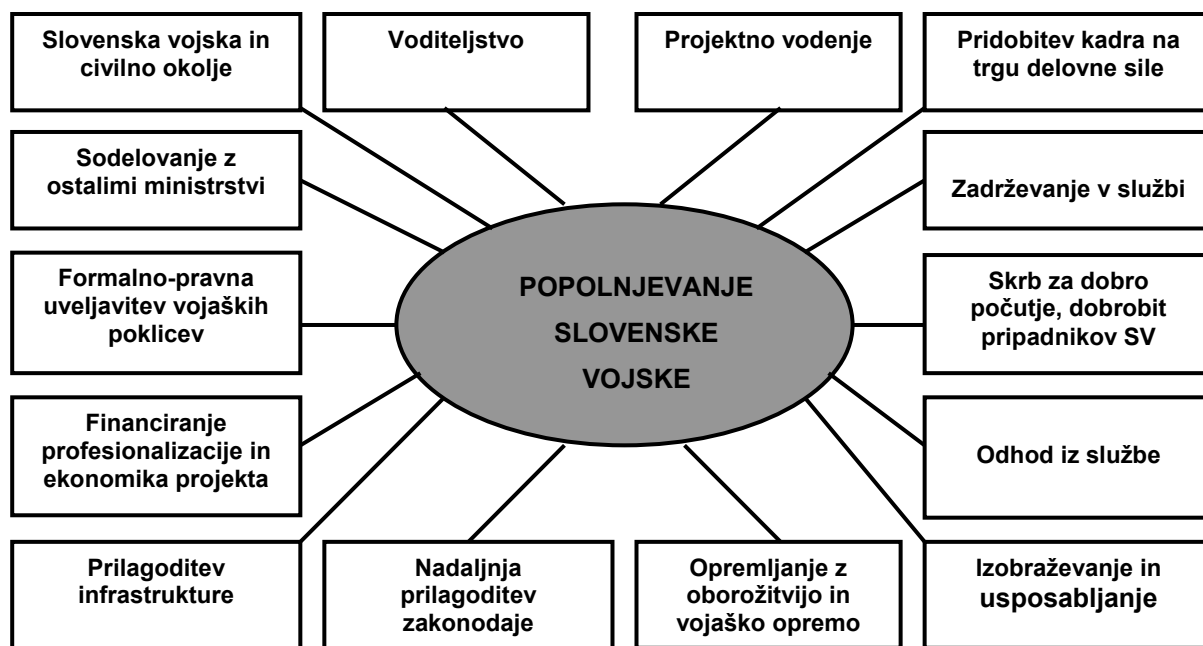 Slovenska vojska in
civilno okolje
Voditeljstvo
Projektno vodenje
Pridobitev kadra na
trgu delovne sile
Sodelovanje z
ostalimi ministrstvi
Zadrževanje v službi
Formalno-pravna
uveljavitev vojaških
poklicev
POPOLNJEVANJE
SLOVENSKE
VOJSKE
Skrb za dobro
počutje, dobrobit
pripadnikov SV
Financiranje
profesionalizacije in
ekonomika projekta
Odhod iz službe
Prilagoditev
infrastrukture
Nadaljnja
prilagoditev
zakonodaje
Opremljanje z
oborožitvijo in
vojaško opremo
Izobraževanje in
usposabljanje